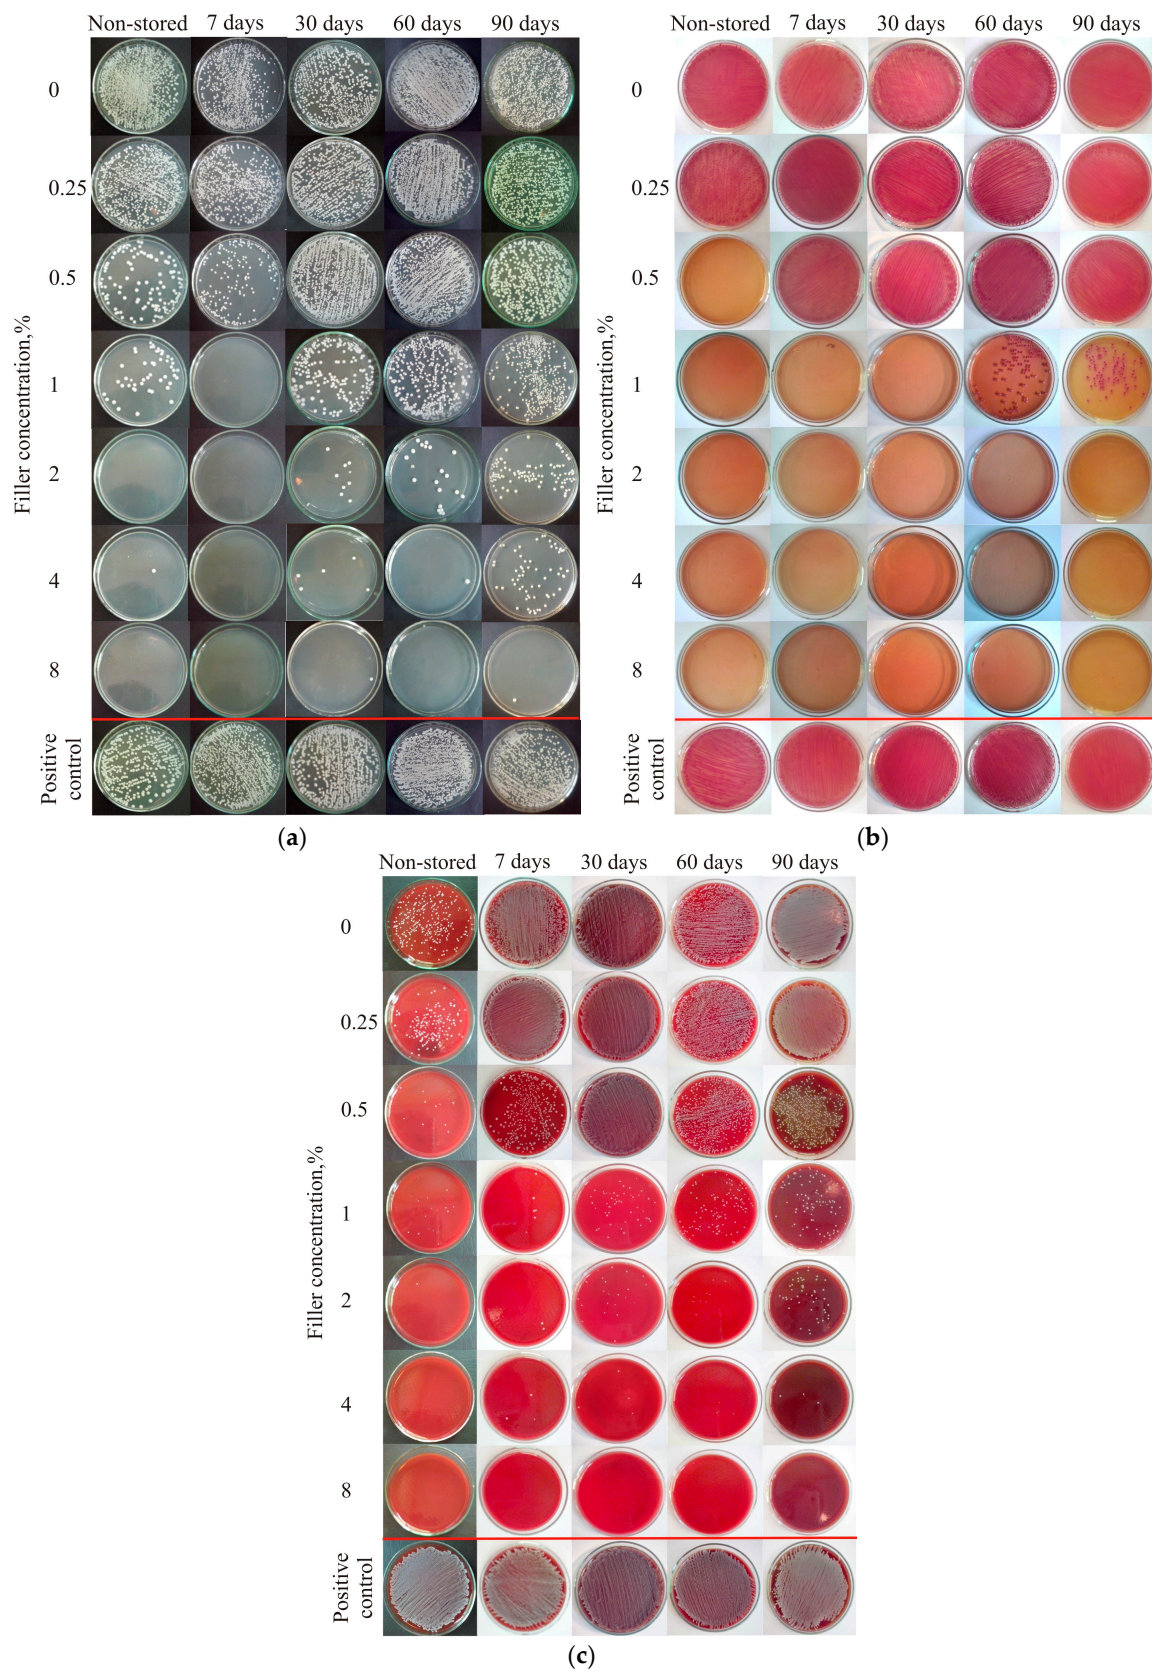 Non-stored 7 days 30 days 60 days 90 days
0
0.25
0.5
1
2
4
8
Filler concentration,%
Positive
control
(a)
Non-stored 7 days 30 days 60 days 90 days
0
0.25
0.5
1
2
4
8
Filler concentration,%
Positive
control
(b)
Non-stored 7 days 30 days 60 days 90 days
0
0.25
0.5
1
2
4
8
Filler concentration,%
Positive
control
(c)